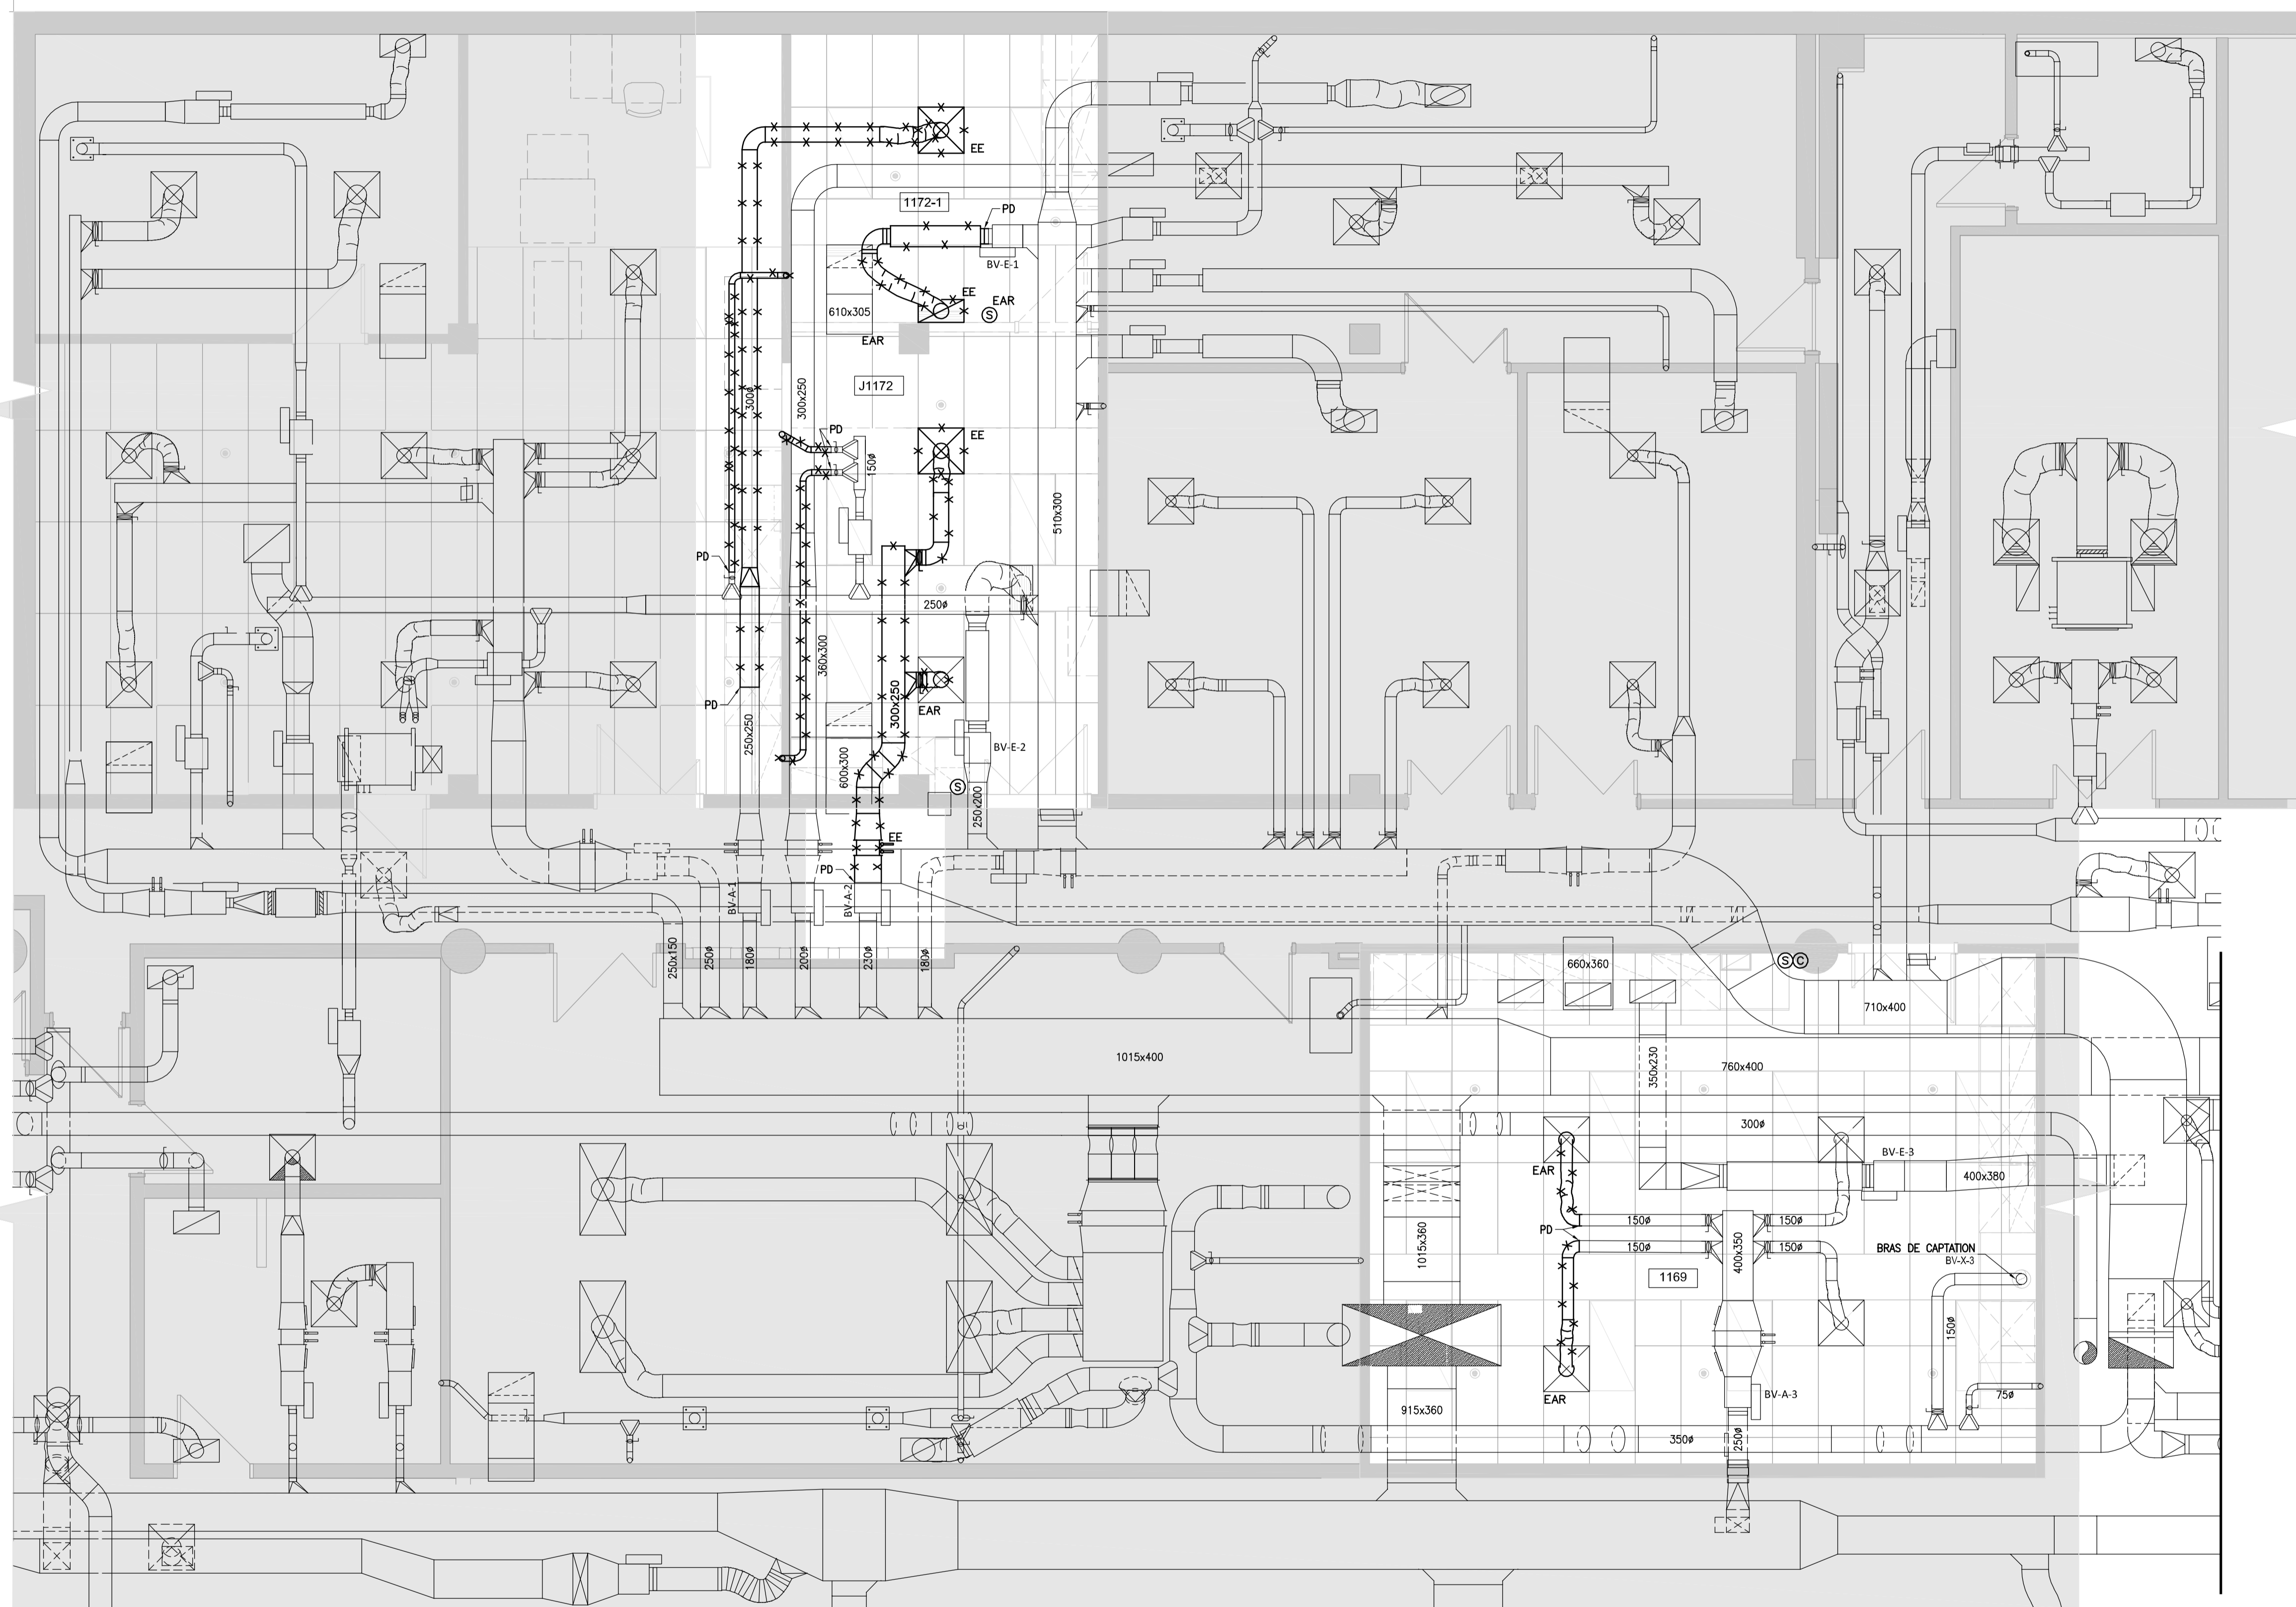 EE
1172-1
PD
BV-E-1
EE
EAR
S
610x305
EAR
J1172
300ø
300x250
PD
EE
150ø
510x300
PD
250ø
360x300
EAR
300x250
PD
250x250
600x300
BV-E-2
S
250x200
EE
PD
BV-A-1
BV-A-2
250x150
250ø
180ø
200ø
230ø
180ø
660x360
S C
710x400
1015x400
350x230
760x400
300ø
BV-E-3
EAR
400x380
150ø
150ø
PD
150ø
150ø
1015x360
400x350
BRAS DE CAPTATION
BV-X-3
1169
150ø
BV-A-3
75ø
EAR
915x360
350ø
250ø